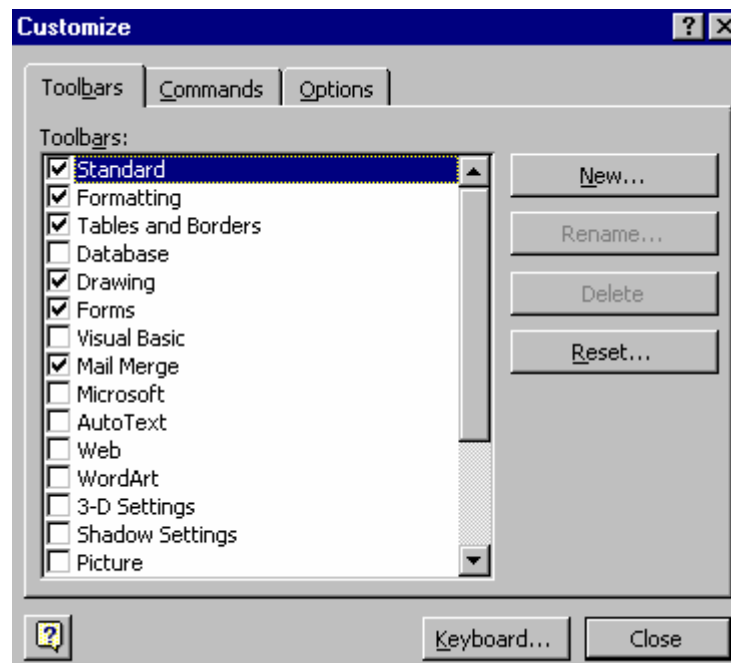 Customize
Toolbars Commands Options
Toolbars:
Standard
Formatting
Tables and Borders
Database
Drawing
Forms
Visual Basic
Mail Merge
Microsoft
AutoText
Web
WordArt
3-D Settings
Shadow Settings
Picture
New...
Rename...
Delete
Reset...
Keyboard... Close